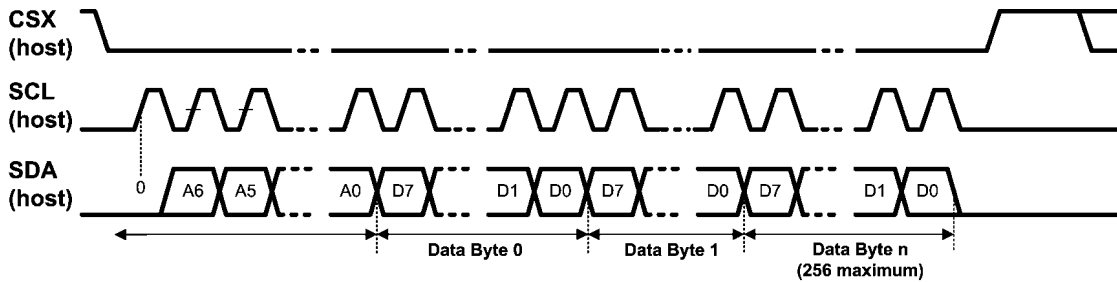 CSX
(host)
SCL
(host)
SDA
(host)
0 A6 A5 A0 D7 D1 D0 D7 D0 D7 D1 D0
Data Byte 0 Data Byte 1 Data Byte n
(256 maximum)